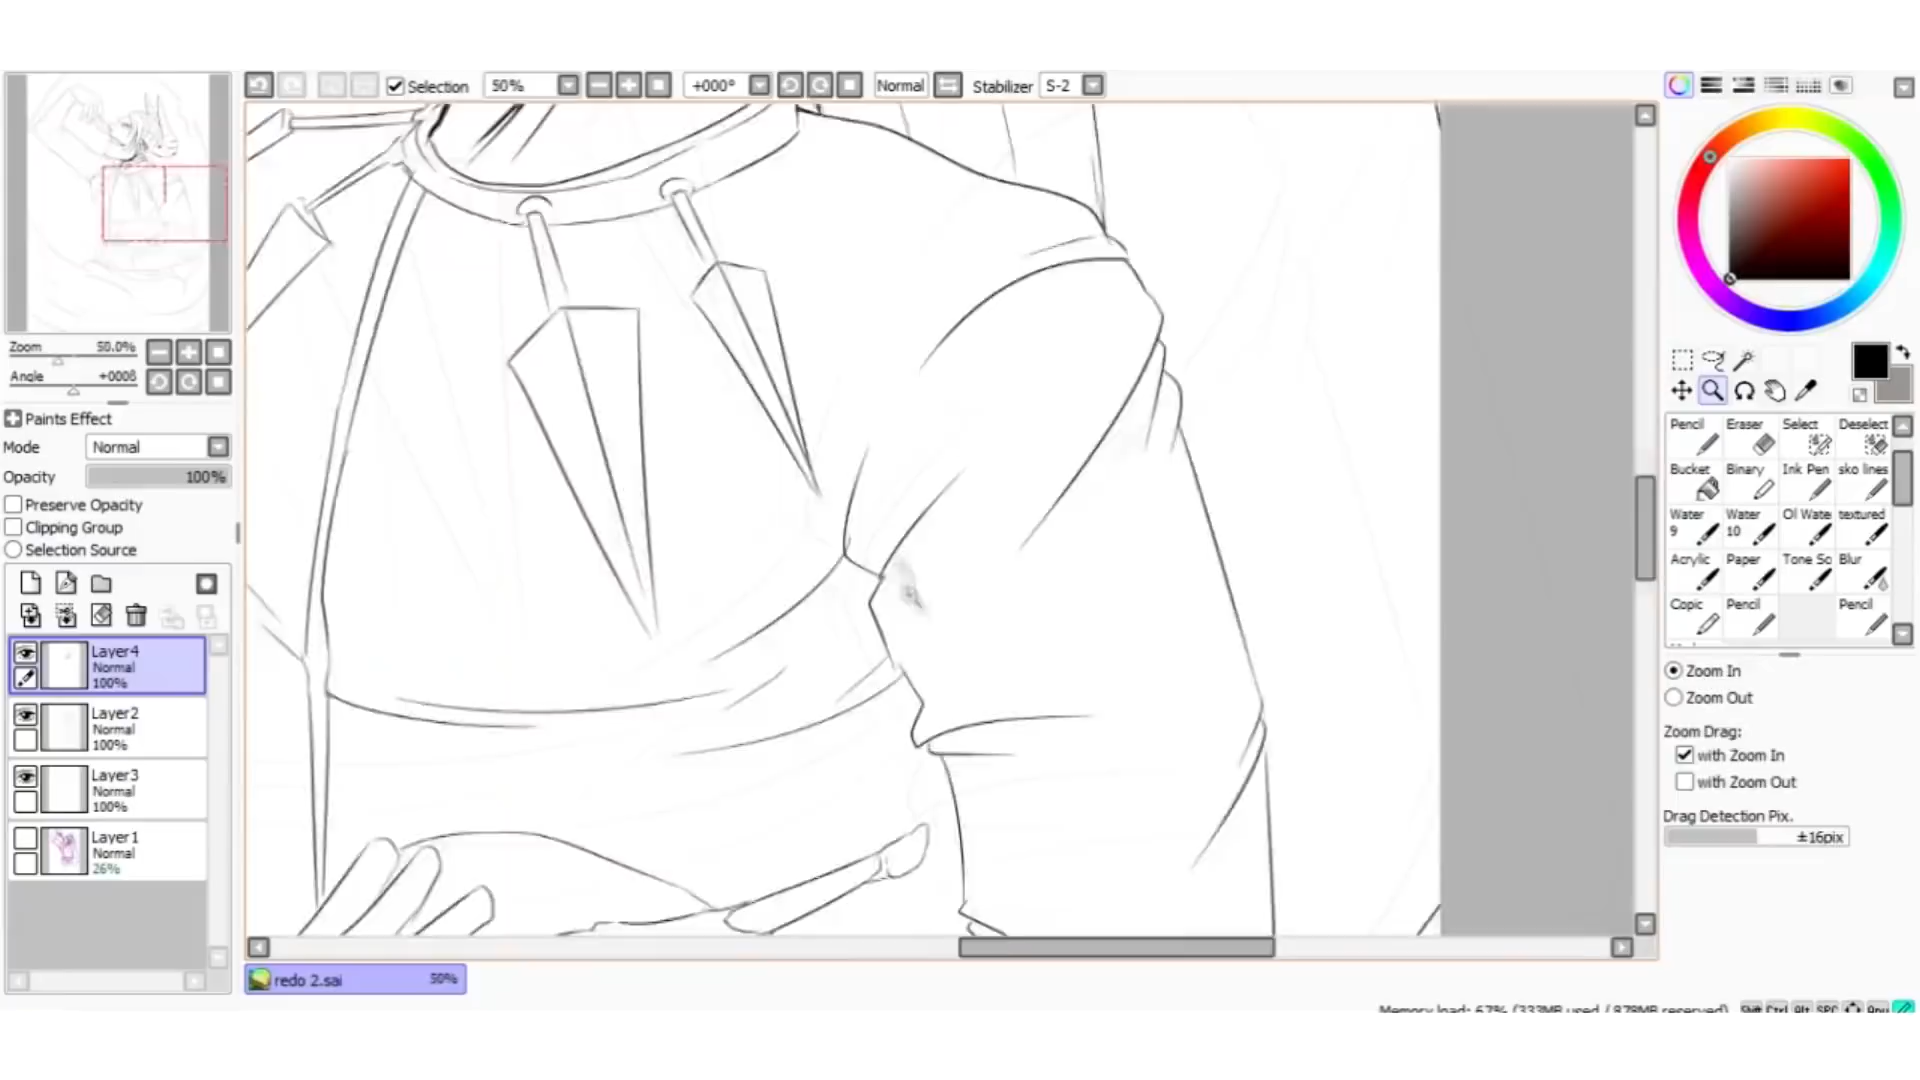 Selection 50% +000° Normal Stabilizer S-2
Zoom 50.0%
Angle +000ß
Paints Effect
Mode Normal
Opacity 100%
Preserve Opacity
Clipping Group
Selection Source
Layer4
Normal
100%
Layer2
Normal
100%
Layer3
Normal
100%
Layer1
Normal
26%
redo 2.sai 50%
Pencil Eraser Select Deselect
Bucket Binary Ink Pen sko lines
Water 9 Water 10 Ol Wate textured
Acrylic Paper Tone So Blur
Copic Pencil Pencil
Zoom In
Zoom Out
Zoom Drag:
with Zoom In
with Zoom Out
Drag Detection Pix.
±16pix
Memory load: 67% (333MB used / 878MB reserved) Shift Ctrl Alt SPC Any